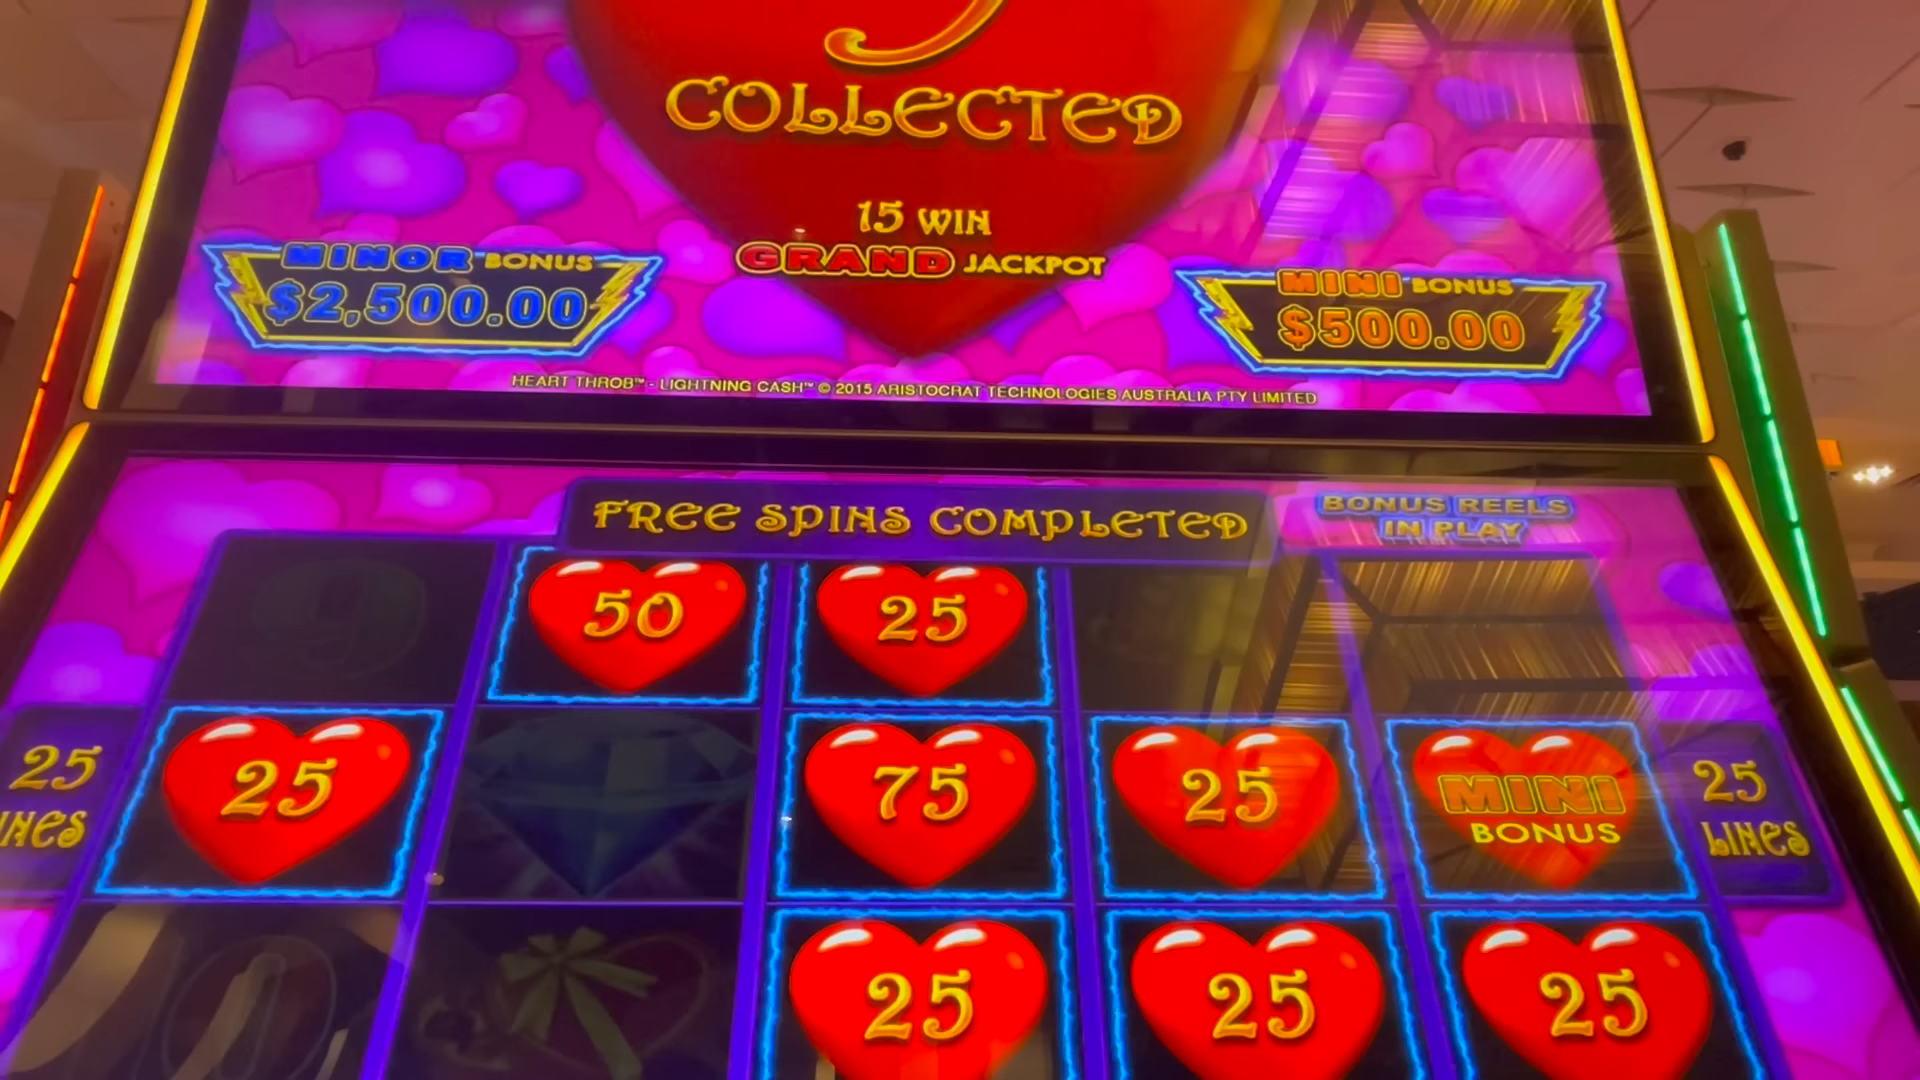 COLLECTED
15 WIN
GRAND JACKPOT
MINOR BONUS
$2,500.00
MINI BONUS
$500.00
HEART THROB™ - LIGHTNING CASH™ © 2015 ARISTOCRAT TECHNOLOGIES AUSTRALIA PTY LIMITED
FREE SPINS COMPLETED
BONUS REELS
IN PLAY
9
50
25
25
75
25
MINI
BONUS
25
LINES
25
LINES
25
25
25